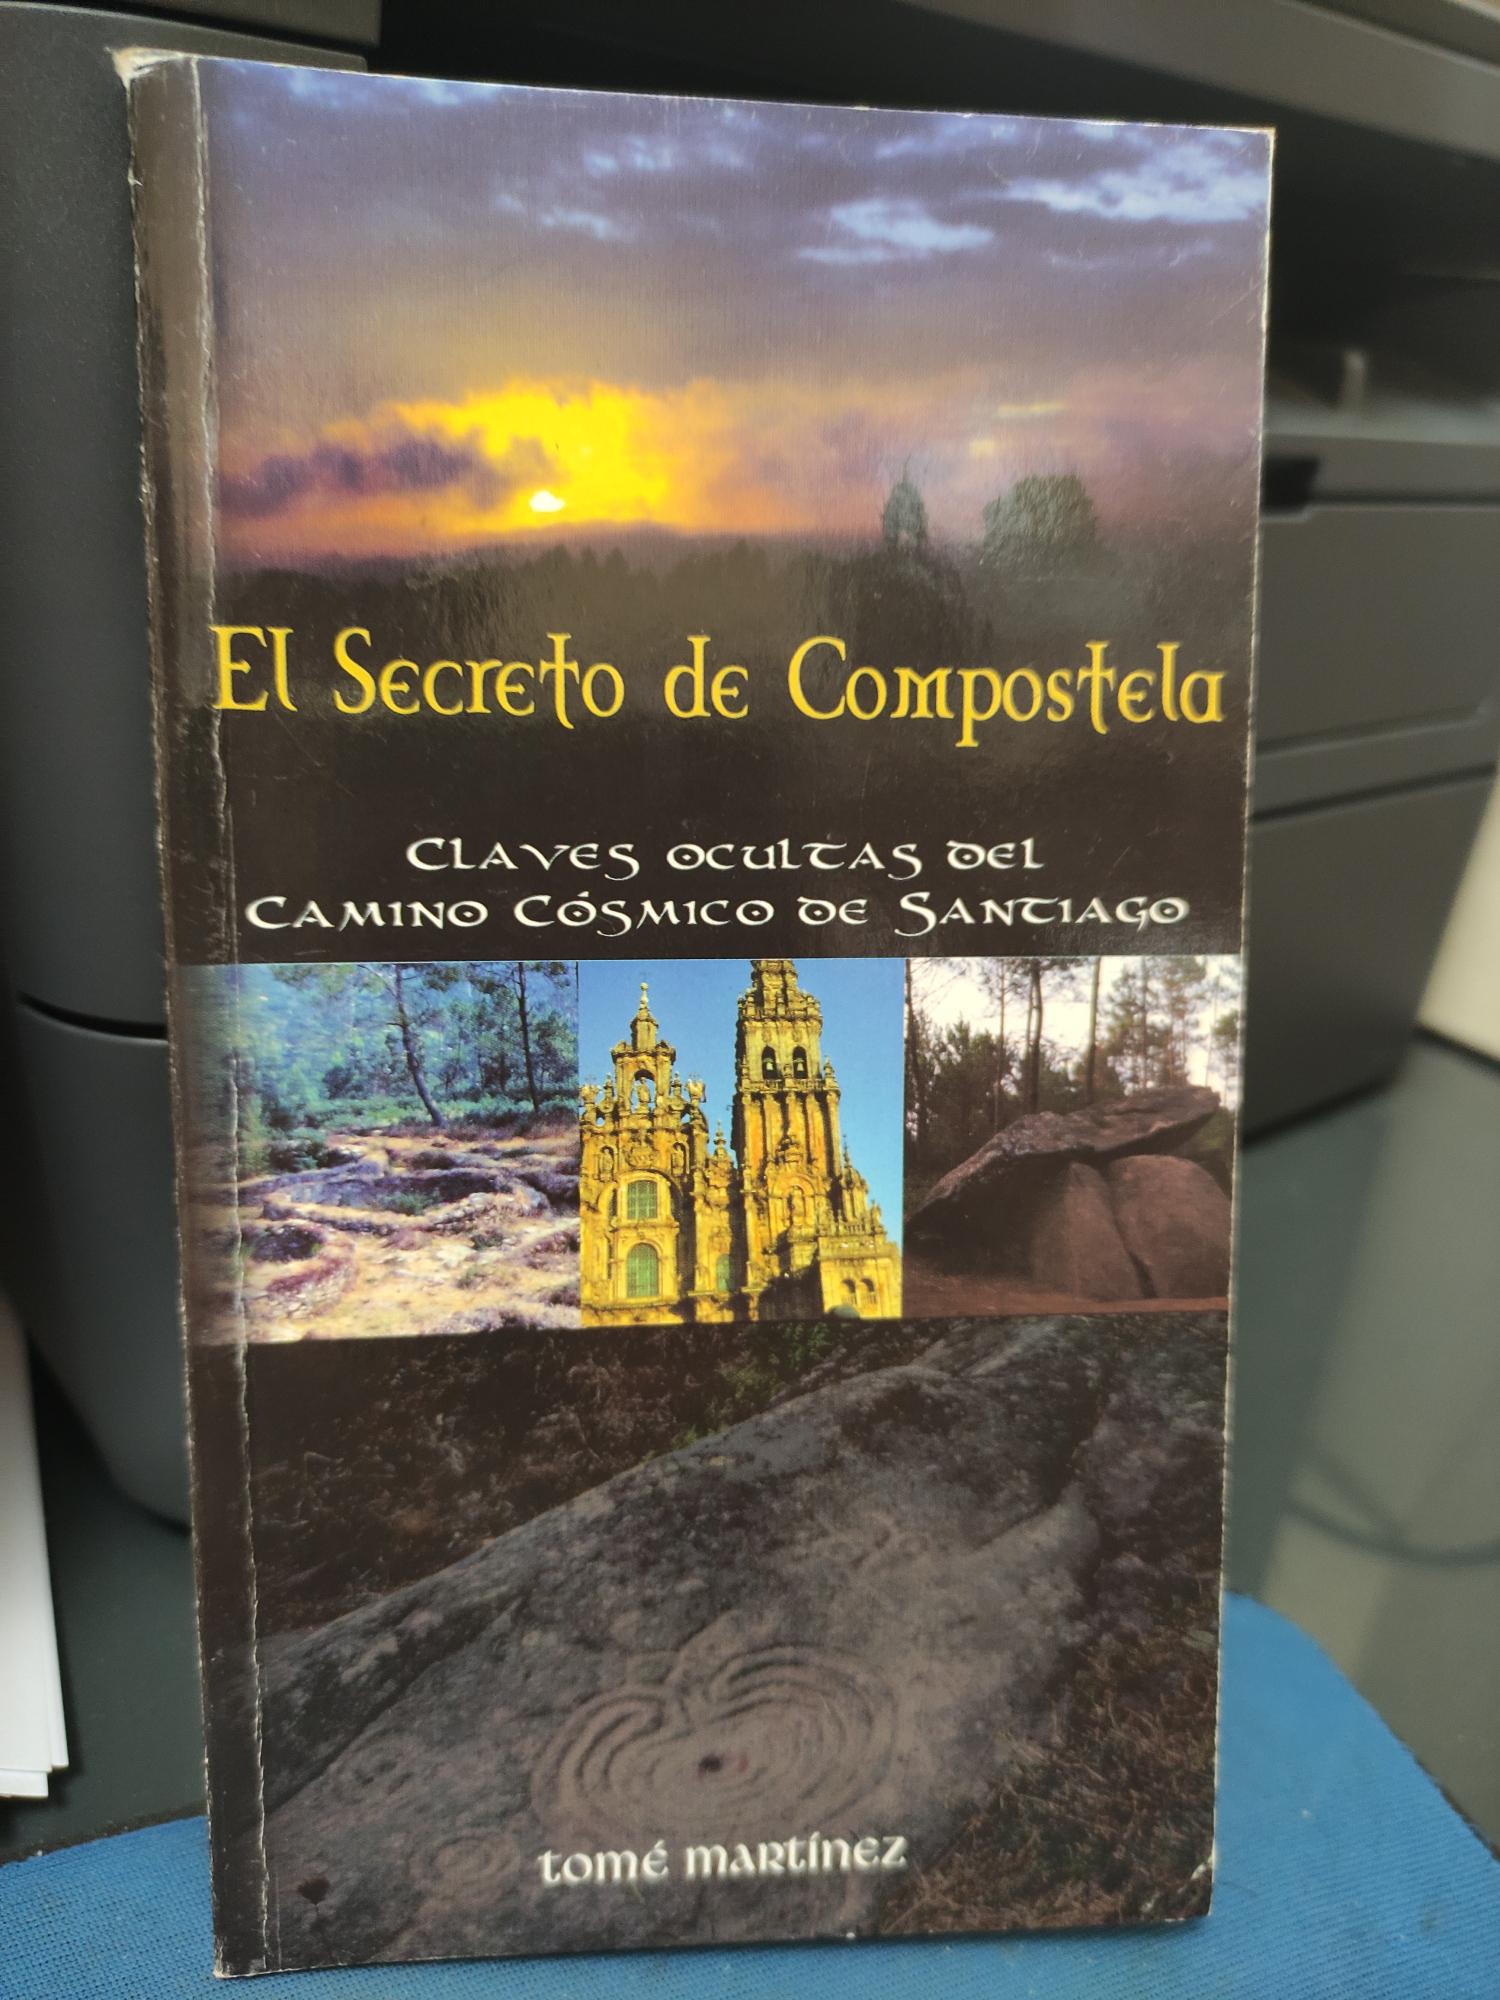 El Secreto de Compostela
Claves ocultas del
Camino Cósmico de Santiago
tomé martínez